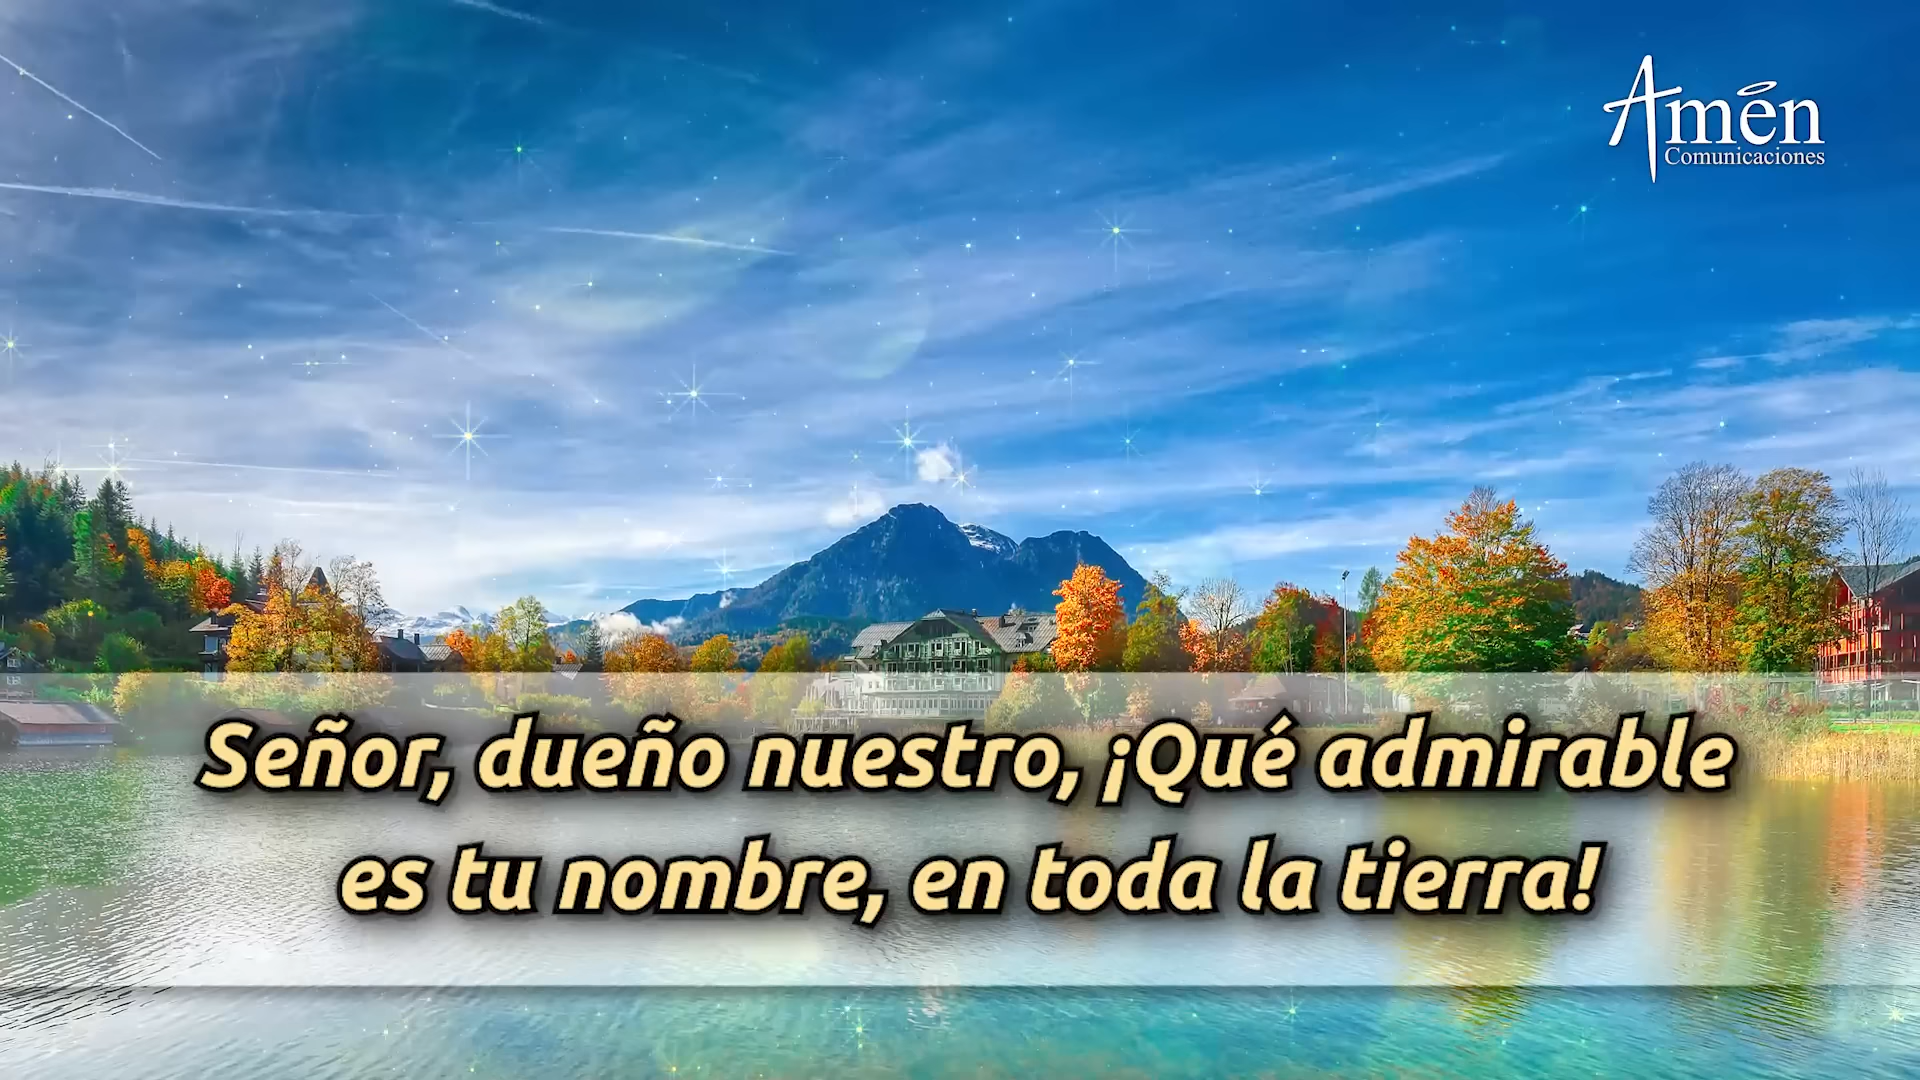 Amén
Comunicaciones
Señor, dueño nuestro, ¡Qué admirable
es tu nombre, en toda la tierra!